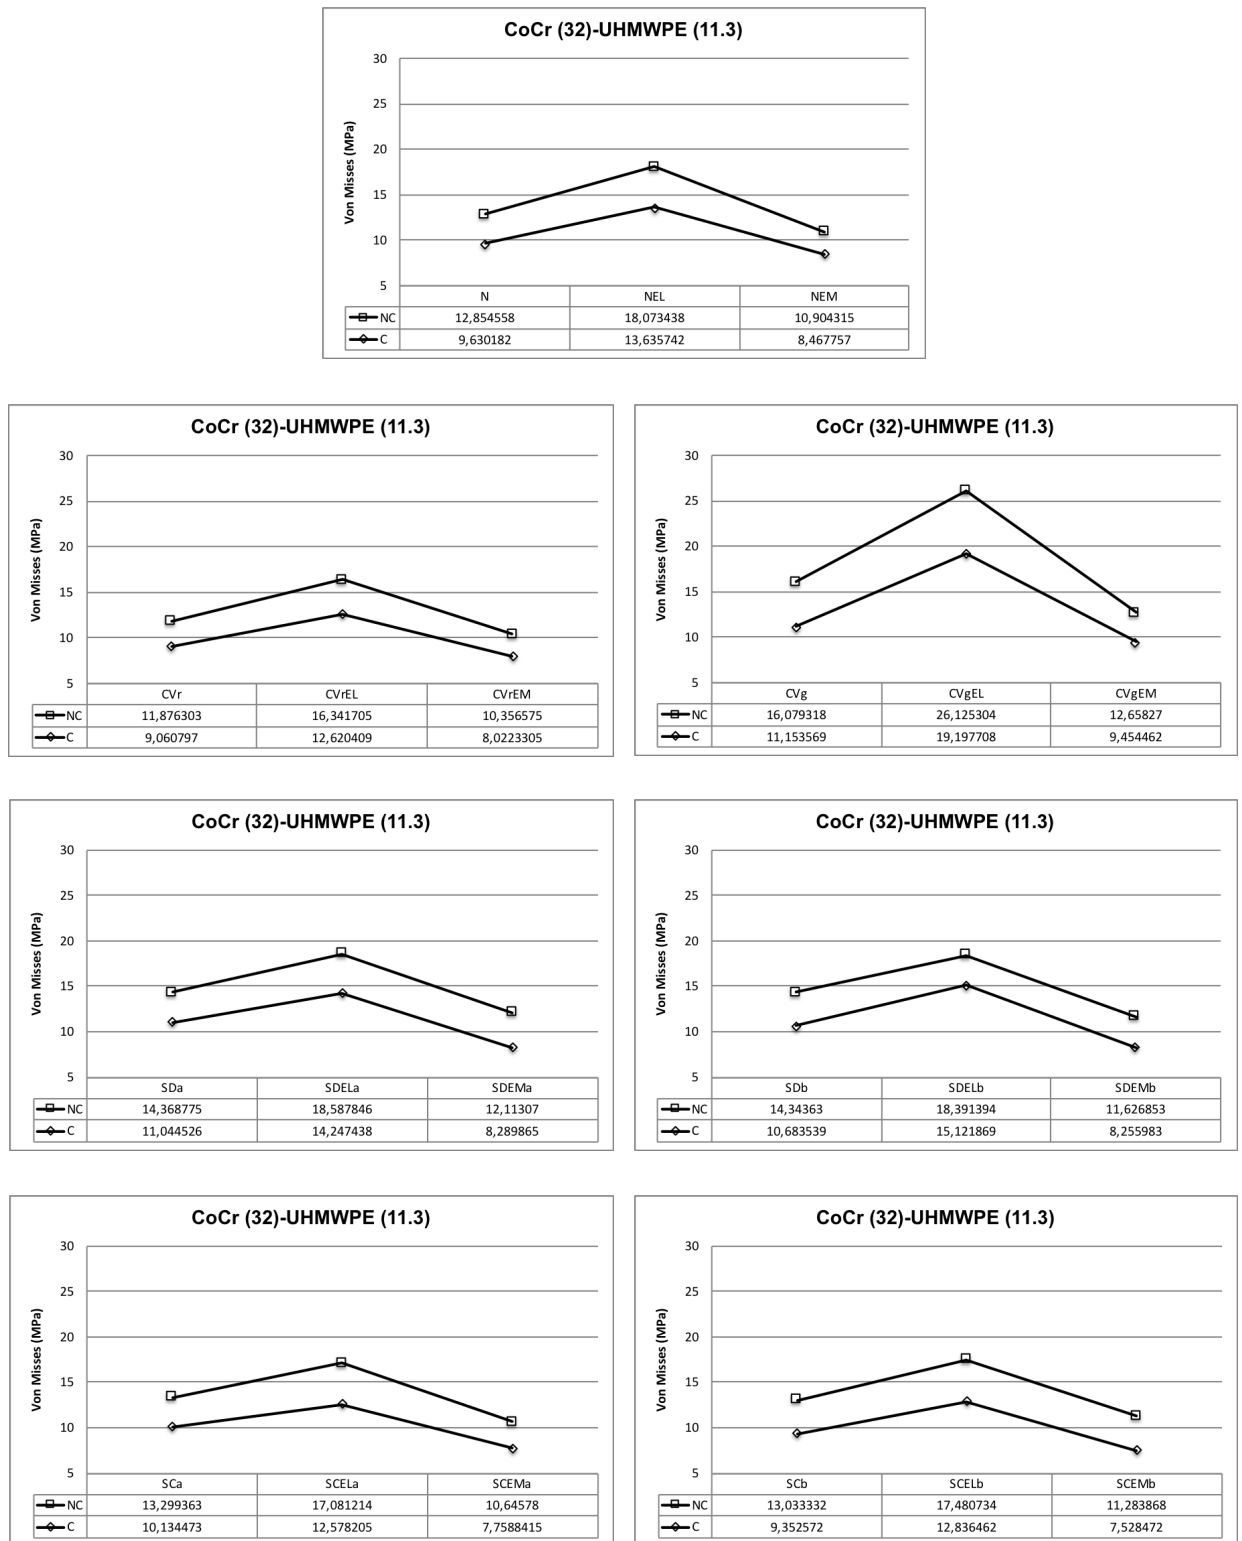 CoCr (32)-UHMWPE (11.3)
30
25
20
15
10
5
Von Misses (MPa)
N NEL NEM
NC 12,854558 18,073438 10,904315
C 9,630182 13,635742 8,467757
CoCr (32)-UHMWPE (11.3)
30
25
20
15
10
5
Von Misses (MPa)
CVr CVrEL CVrEM
NC 11,876303 16,341705 10,356575
C 9,060797 12,620409 8,0223305
CoCr (32)-UHMWPE (11.3)
30
25
20
15
10
5
Von Misses (MPa)
CVg CVgEL CVgEM
NC 16,079318 26,125304 12,65827
C 11,153569 19,197708 9,454462
CoCr (32)-UHMWPE (11.3)
30
25
20
15
10
5
Von Misses (MPa)
SDa SDELa SDEMa
NC 14,368775 18,587846 12,11307
C 11,044526 14,247438 8,289865
CoCr (32)-UHMWPE (11.3)
30
25
20
15
10
5
Von Misses (MPa)
SDb SDELb SDEMb
NC 14,34363 18,391394 11,626853
C 10,683539 15,121869 8,255983
CoCr (32)-UHMWPE (11.3)
30
25
20
15
10
5
Von Misses (MPa)
SCa SCELa SCEMa
NC 13,299363 17,081214 10,64578
C 10,134473 12,578205 7,7588415
CoCr (32)-UHMWPE (11.3)
30
25
20
15
10
5
Von Misses (MPa)
SCb SCELb SCEMb
NC 13,033332 17,480734 11,283868
C 9,352572 12,836462 7,528472